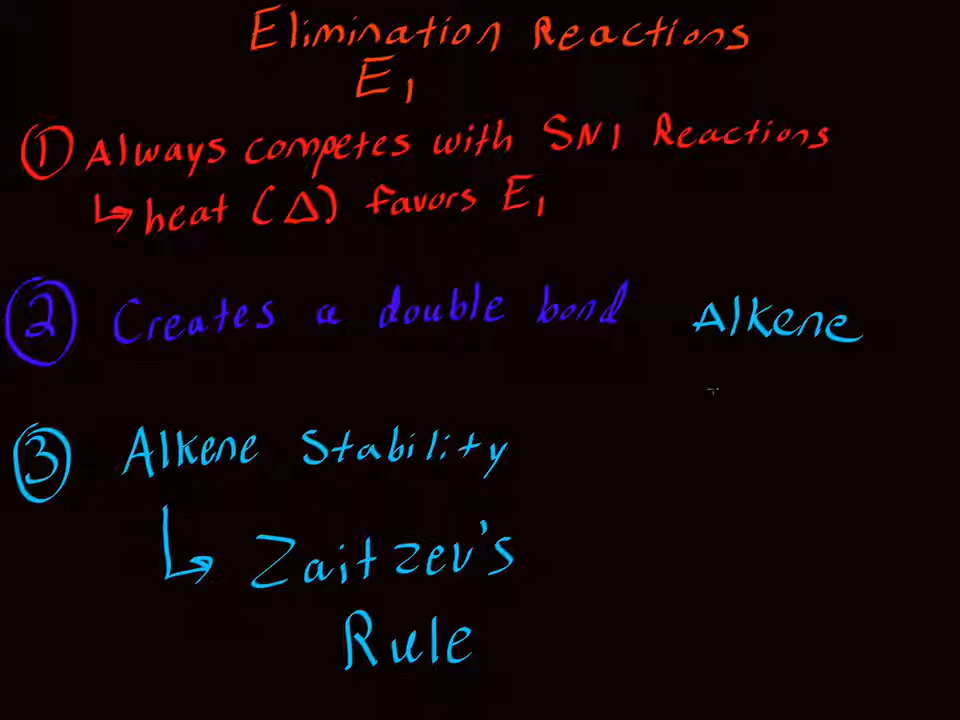 Elimination Reactions
E1
① Always competes with SN1 Reactions
↳ heat (Δ) favors E1
② Creates a double bond Alkene
③ Alkene Stability
↳ Zaitzev's
Rule